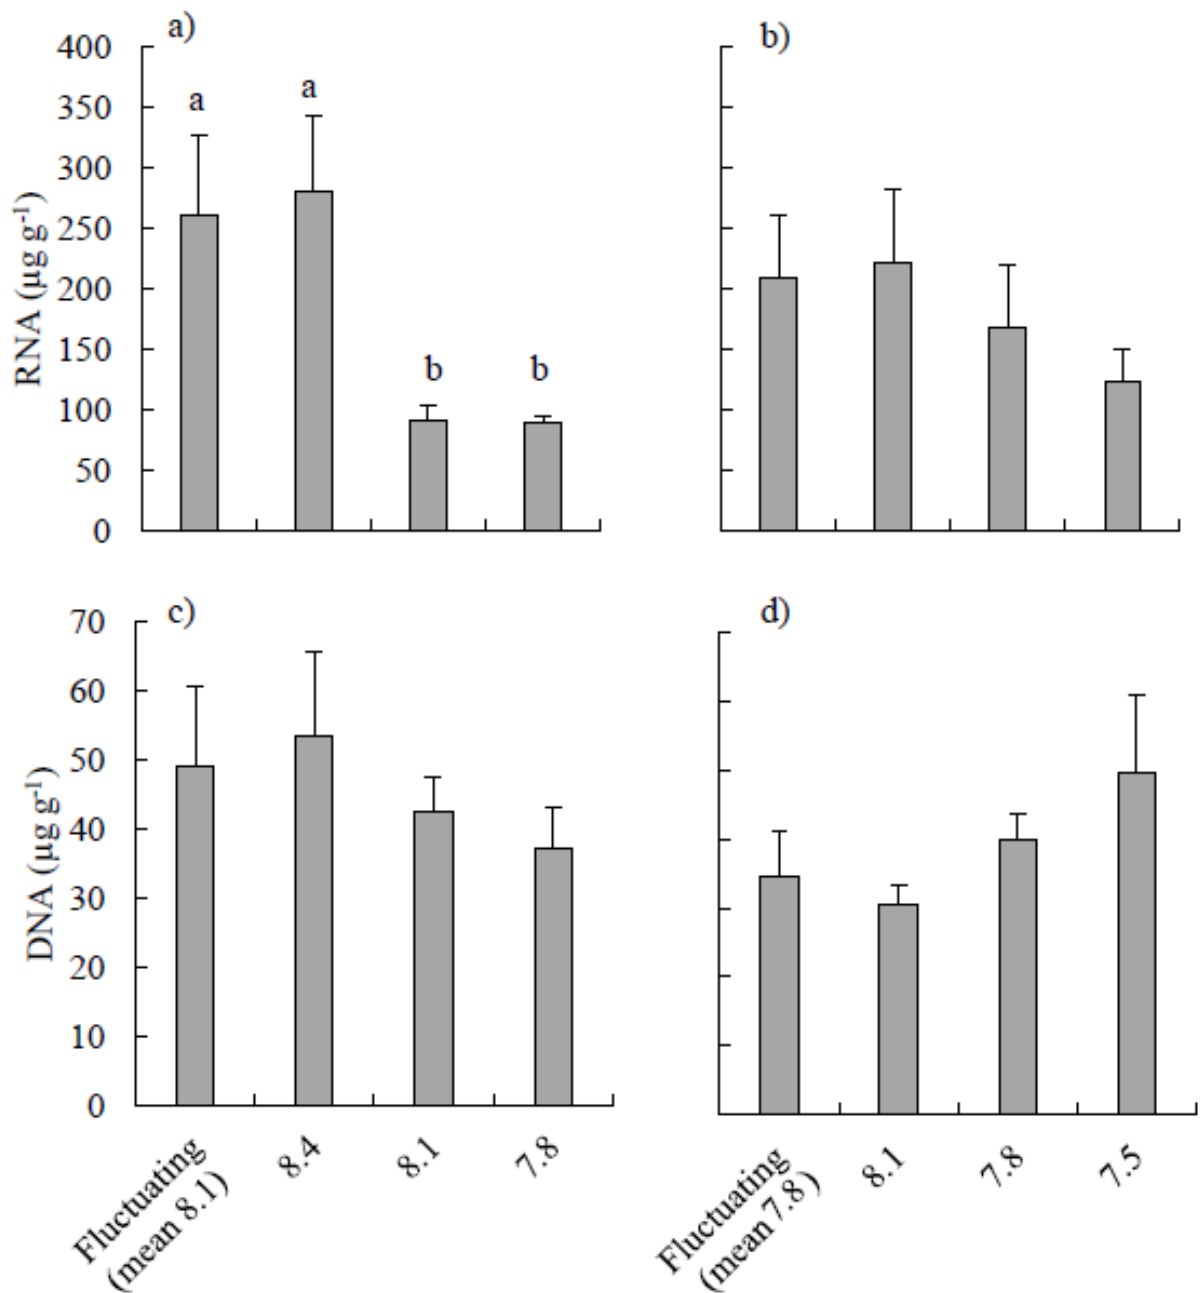 a)
b)
400
350
300
250
200
150
100
50
0
RNA (µg g⁻¹)
a
a
b
b
c)
d)
70
60
50
40
30
20
10
0
DNA (µg g⁻¹)
Fluctuating
(mean 8.1)
8.4
8.1
7.8
Fluctuating
(mean 7.8)
8.1
7.8
7.5